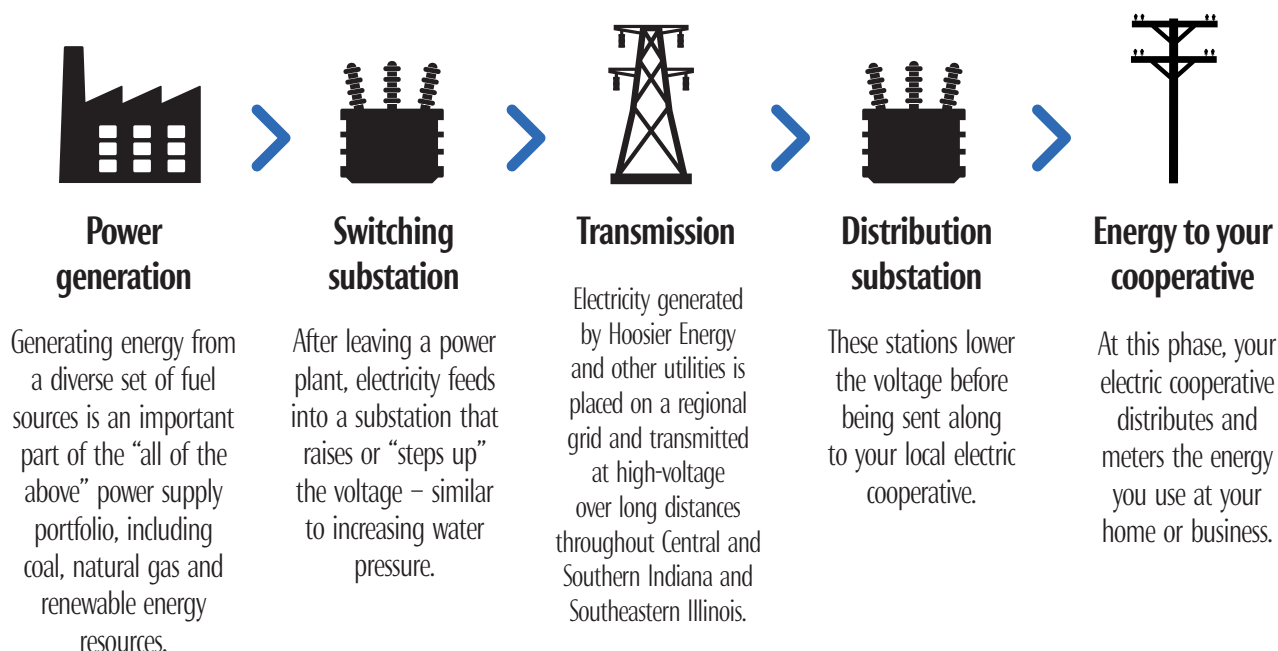 Power
generation
Generating energy from
a diverse set of fuel
sources is an important
part of the “all of the
above” power supply
portfolio, including
coal, natural gas and
renewable energy
resources.
Switching
substation
After leaving a power
plant, electricity feeds
into a substation that
raises or “steps up”
the voltage – similar
to increasing water
pressure.
Transmission
Electricity generated
by Hoosier Energy
and other utilities is
placed on a regional
grid and transmitted
at high-voltage
over long distances
throughout Central and
Southern Indiana and
Southeastern Illinois.
Distribution
substation
These stations lower
the voltage before
being sent along
to your local electric
cooperative.
Energy to your
cooperative
At this phase, your
electric cooperative
distributes and
meters the energy
you use at your
home or business.